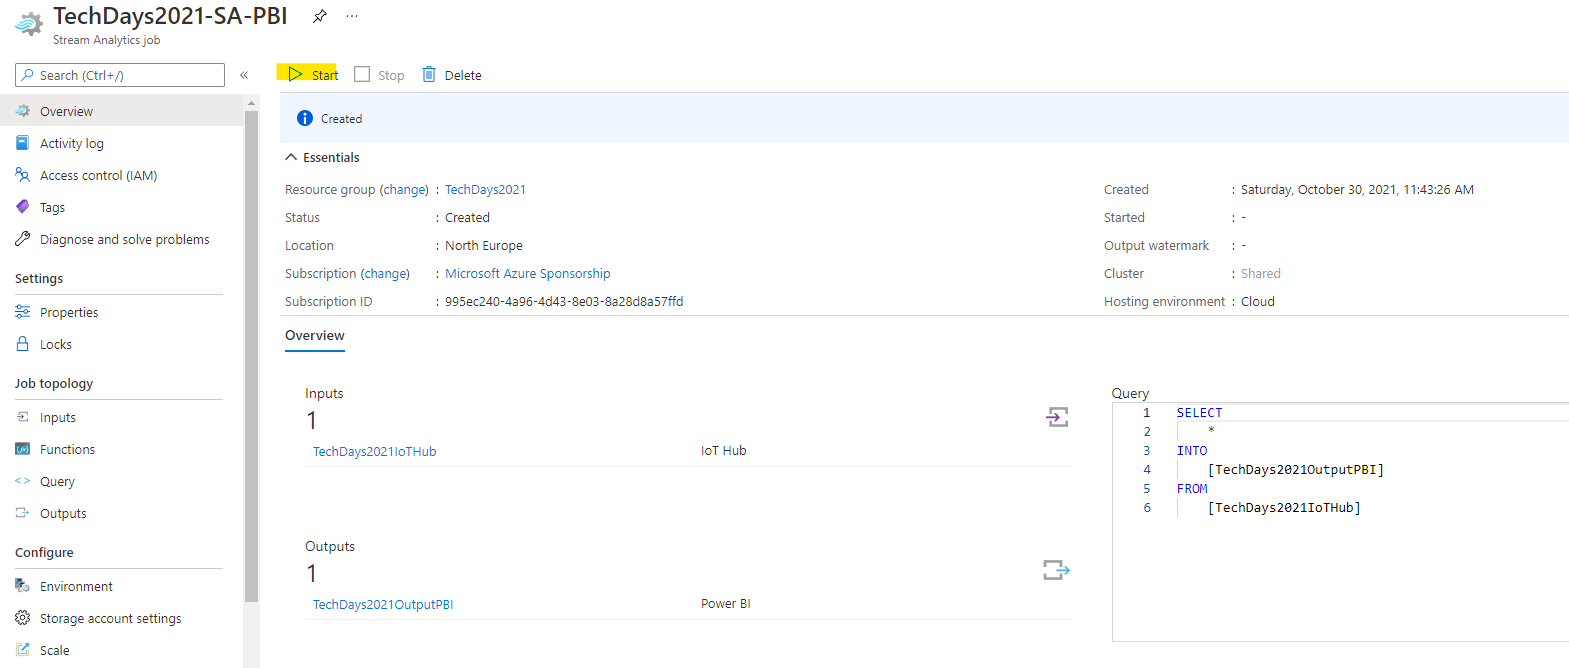 TechDays2021-SA-PBI ...
Stream Analytics job
Search (Ctrl+/) «
Overview
Activity log
Access control (IAM)
Tags
Diagnose and solve problems
Settings
Properties
Locks
Job topology
Inputs
Functions
Query
Outputs
Configure
Environment
Storage account settings
Scale
Start Stop Delete
Created
Essentials
Resource group (change) : TechDays2021
Status : Created
Location : North Europe
Subscription (change) : Microsoft Azure Sponsorship
Subscription ID : 995ec240-4a96-4d43-8e03-8a28d8a57ffd
Created : Saturday, October 30, 2021, 11:43:26 AM
Started : -
Output watermark : -
Cluster : Shared
Hosting environment : Cloud
Overview
Inputs
1
TechDays2021IoTHub IoT Hub
Outputs
1
TechDays2021OutputPBI Power BI
Query
1 SELECT
2 *
3 INTO
4 [TechDays2021OutputPBI]
5 FROM
6 [TechDays2021IoTHub]